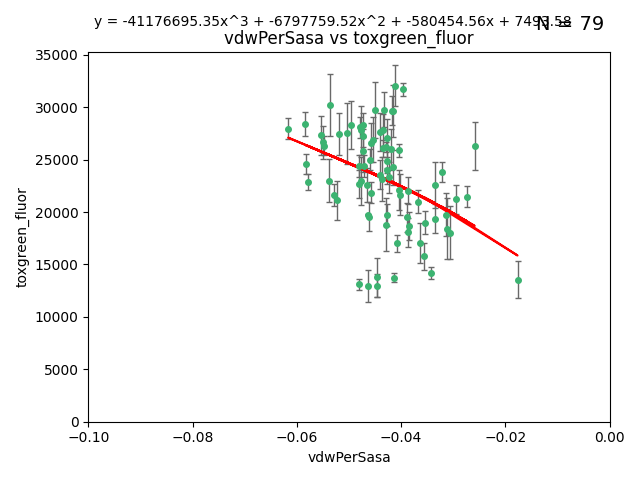 y = -41176695.35x^3 + -6797759.52x^2 + -580454.56x + 7493.58
N = 79
vdwPerSasa vs toxgreen_fluor
35000
30000
25000
20000
15000
10000
5000
0
toxgreen_fluor
−0.10
−0.08
−0.06
−0.04
−0.02
0.00
vdwPerSasa